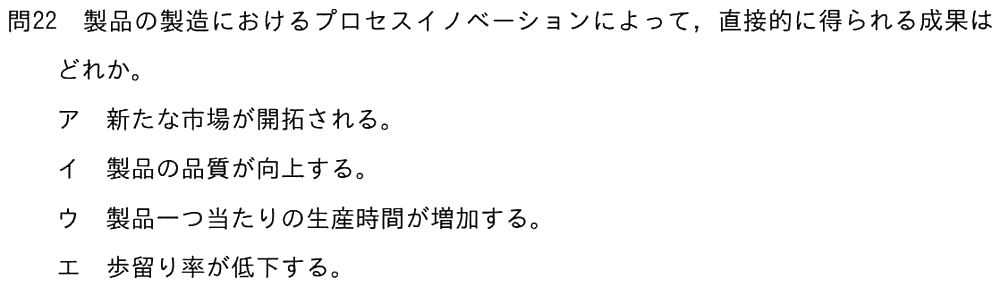 問22　製品の製造におけるプロセスイノベーションによって，直接的に得られる成果は
どれか。
ア　新たな市場が開拓される。
イ　製品の品質が向上する。
ウ　製品一つ当たりの生産時間が増加する。
エ　歩留り率が低下する。